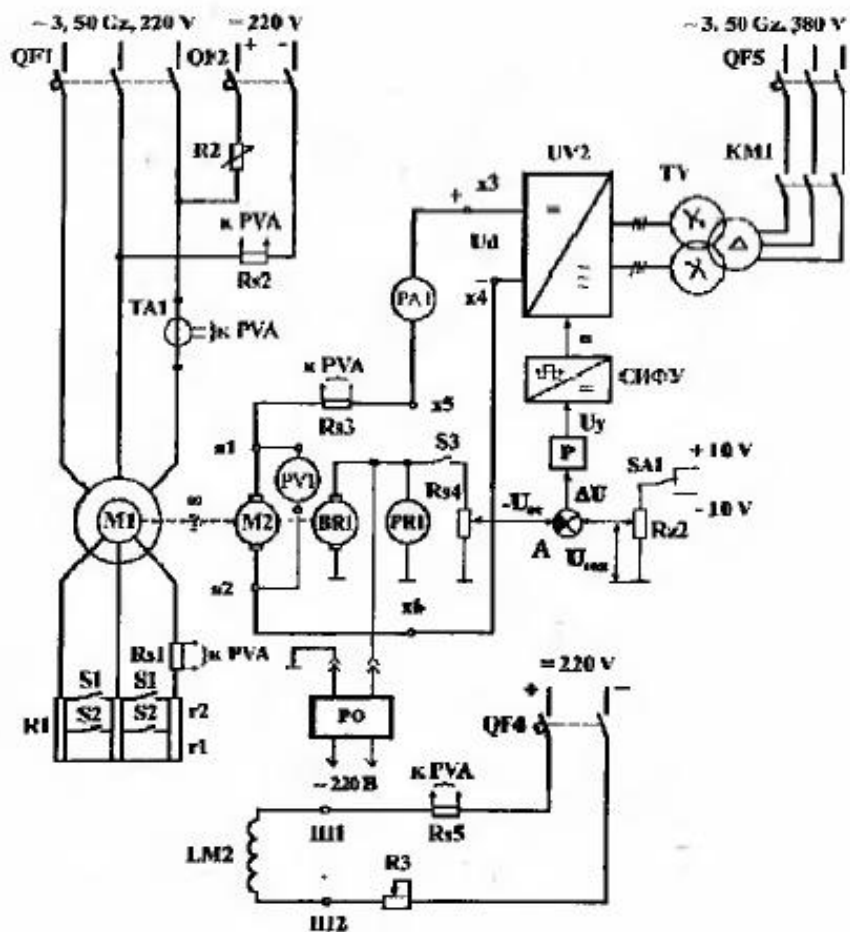 ~ 3, 50 Gz, 220 V
= 220 V
~ 3, 50 Gz, 380 V
QF1
+
-
QF2
QF5
R2
UV2
TV
KM1
+
x3
=
к PVA
Ud
Rs2
x4
TA1
к PVA
PA1
α
к PVA
СИФУ
Rs3
x5
Uy
S3
P
SA1
+ 10 V
я1
PV1
Rs4
ΔU
- 10 V
M1
M2
BR1
PR1
A
Rz2
я2
x6
Rs1
к PVA
= 220 V
S1
S1
+
-
R1
S2
S2
r2
r1
PO
QF4
~ 220 В
к PVA
Ш1
Rs5
LM2
R3
Ш2